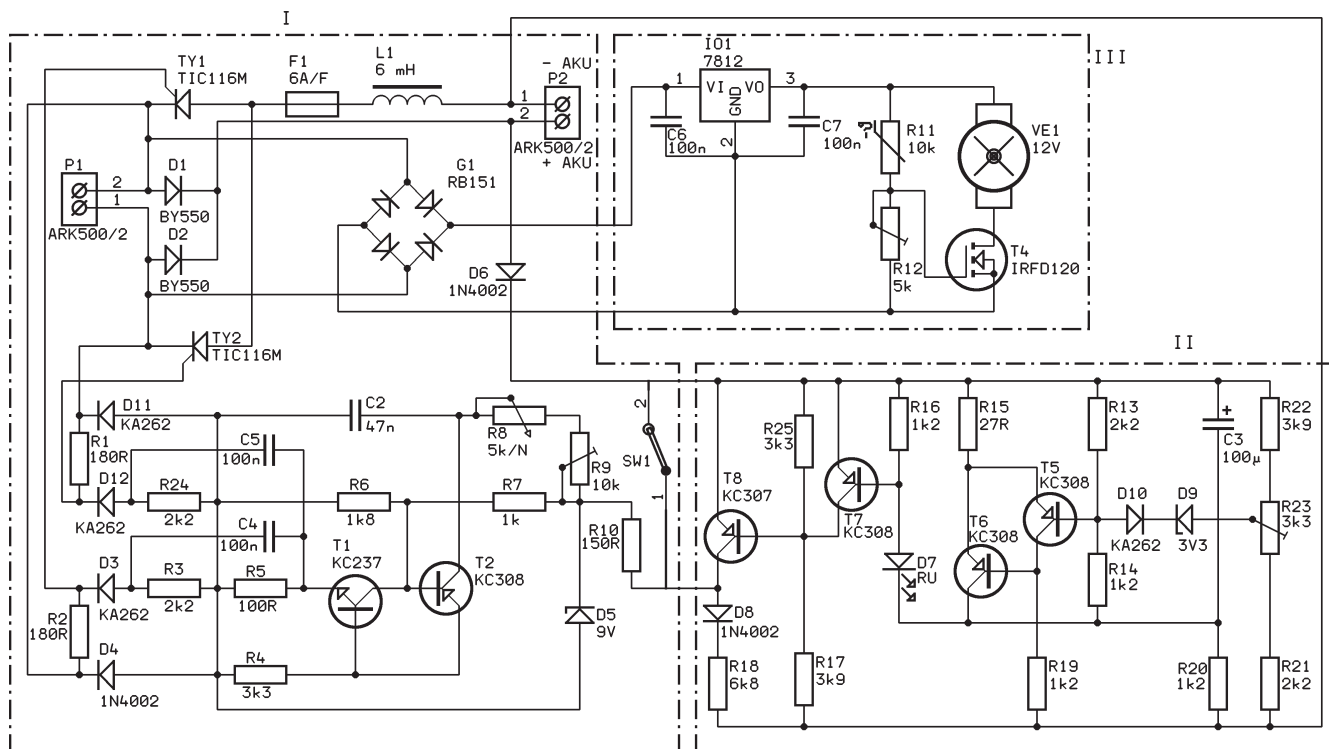 I
TY1
TIC116M
F1
6A/F
L1
6 mH
- AKU
P2
1
2
ARK500/2
+ AKU
IO1
7812
1
VI VO
GND
3
2
III
C6
100n
C7
100n
-ϑ
R11
10k
VE1
12V
P1
2
1
ARK500/2
D1
BY550
D2
BY550
G1
RB151
D6
1N4002
R12
5k
T4
IRFD120
TY2
TIC116M
II
D11
KA262
C2
47n
R8
5k/N
2
SW1
1
R1
180R
C5
100n
R9
10k
D12
KA262
R24
2k2
R6
1k8
R7
1k
R10
150R
C4
100n
T1
KC237
T2
KC308
D3
KA262
R3
2k2
R5
100R
R2
180R
D5
9V
D4
1N4002
R4
3k3
R25
3k3
R16
1k2
R15
27R
R13
2k2
+
C3
100µ
R22
3k9
T8
KC307
T7
KC308
T5
KC308
T6
KC308
D10
KA262
D9
3V3
R23
3k3
D7
RU
R14
1k2
D8
1N4002
R18
6k8
R17
3k9
R19
1k2
R20
1k2
R21
2k2